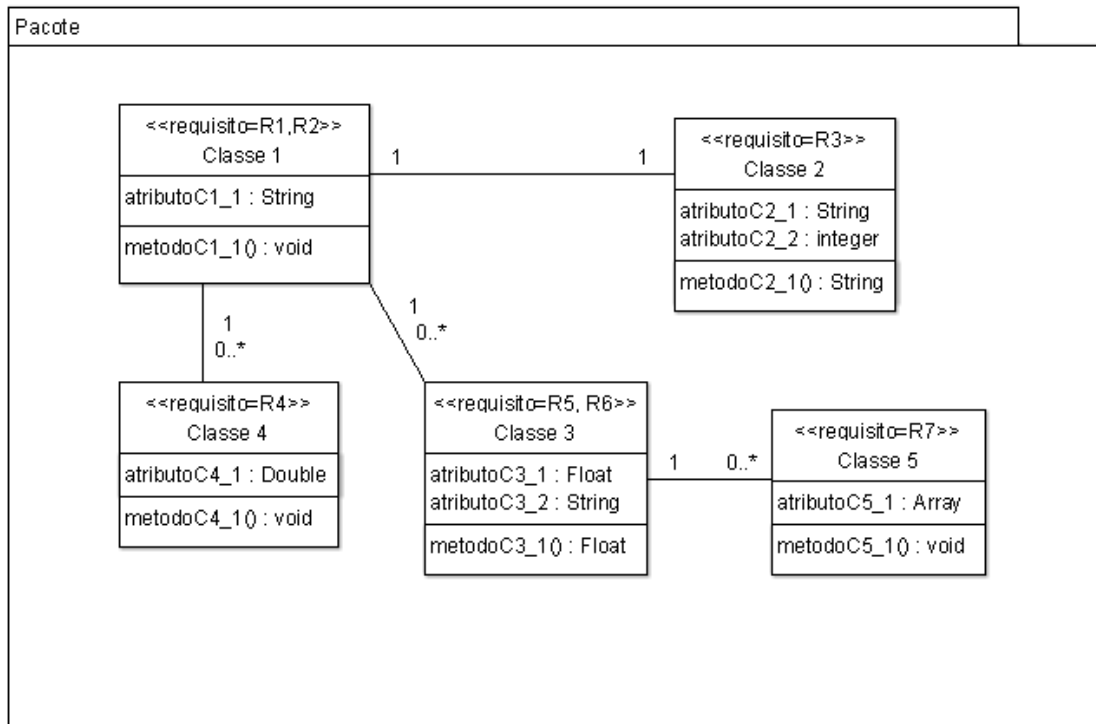 Pacote
<<requisito=R1,R2>>
Classe 1
atributoC1_1 : String
metodoC1_1() : void
1
1
<<requisito=R3>>
Classe 2
atributoC2_1 : String
atributoC2_2 : integer
metodoC2_1() : String
1
0..*
1
0..*
<<requisito=R4>>
Classe 4
atributoC4_1 : Double
metodoC4_1() : void
<<requisito=R5, R6>>
Classe 3
atributoC3_1 : Float
atributoC3_2 : String
metodoC3_1() : Float
1
0..*
<<requisito=R7>>
Classe 5
atributoC5_1 : Array
metodoC5_1() : void